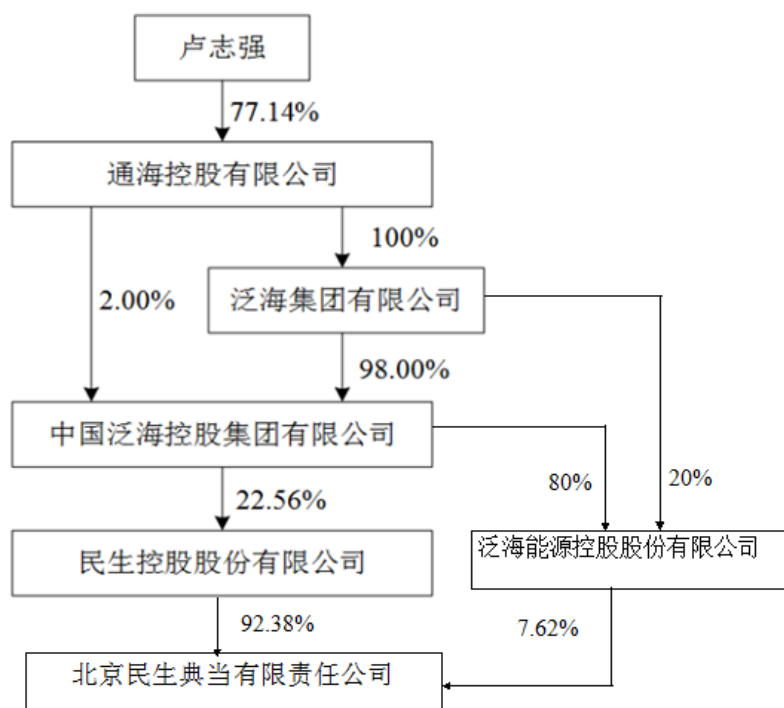 卢志强
77.14%
通海控股有限公司
100%
2.00%
泛海集团有限公司
98.00%
中国泛海控股集团有限公司
80%
20%
22.56%
民生控股股份有限公司
泛海能源控股股份有限公司
92.38%
7.62%
北京民生典当有限责任公司